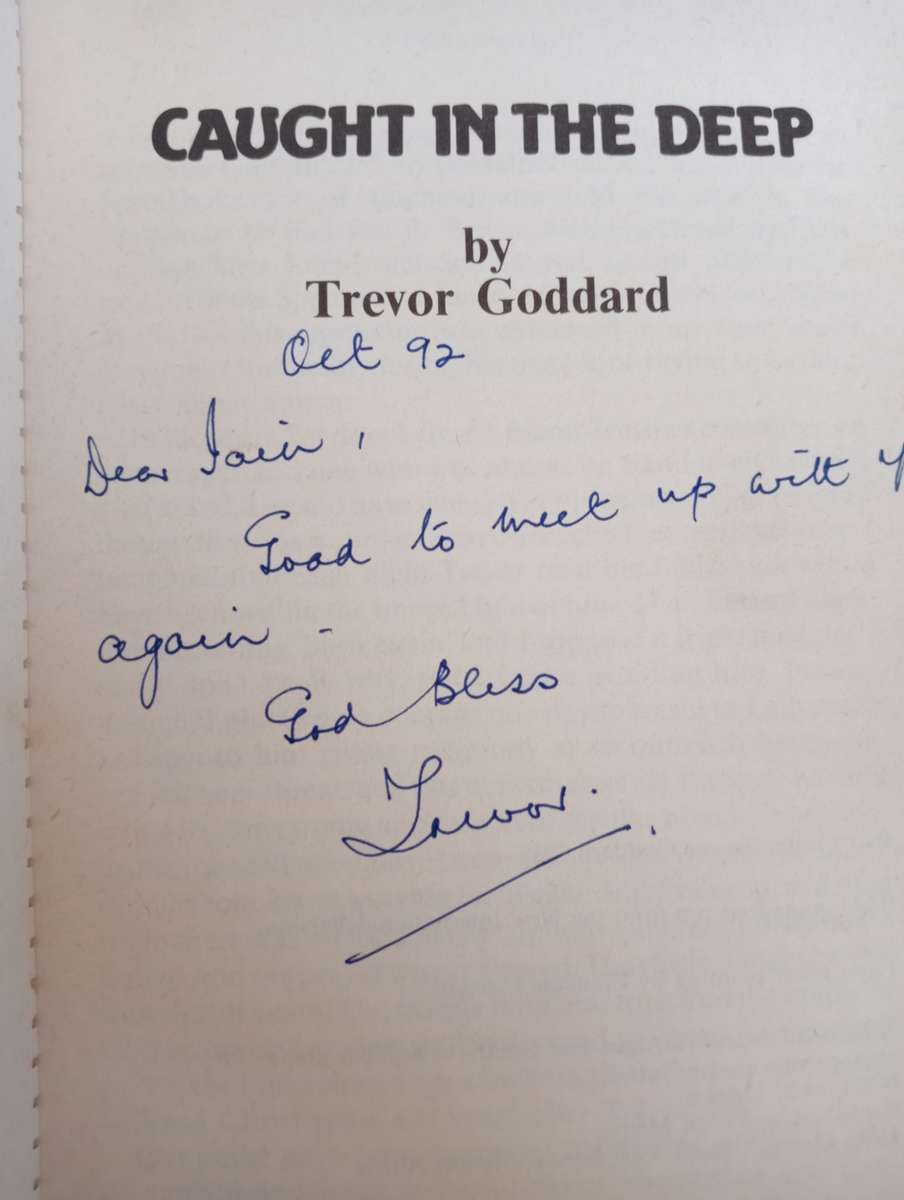 CAUGHT IN THE DEEP
by
Trevor Goddard
Oct 92
Dear Iain,
Good to meet up with y
again -
God Bless
Trevor.